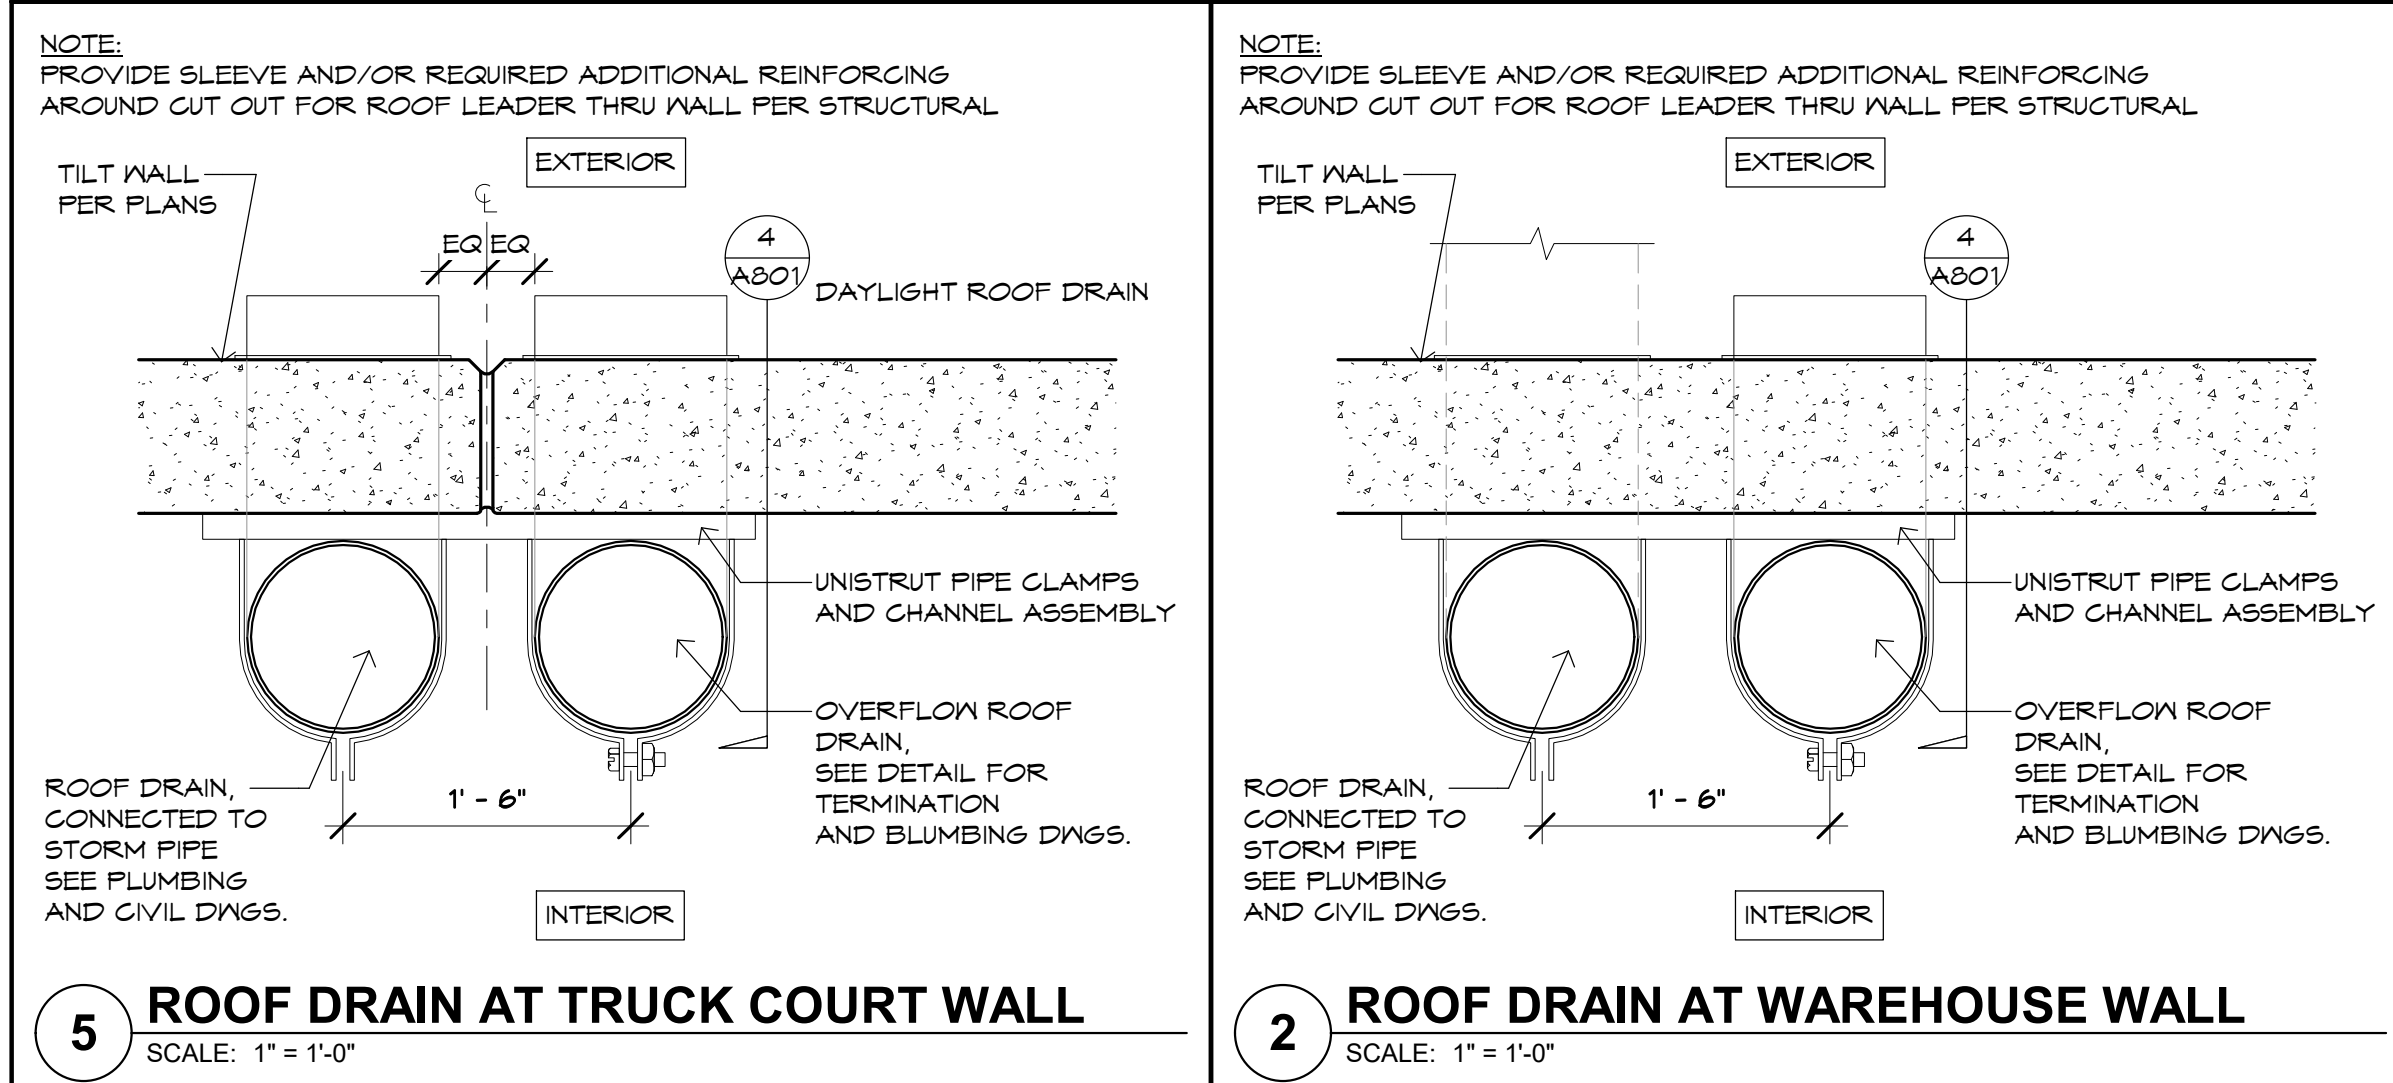 NOTE:
PROVIDE SLEEVE AND/OR REQUIRED ADDITIONAL REINFORCING
AROUND CUT OUT FOR ROOF LEADER THRU WALL PER STRUCTURAL
EXTERIOR
TILT WALL
PER PLANS
℄
EQ EQ
4
A801
DAYLIGHT ROOF DRAIN
UNISTRUT PIPE CLAMPS
AND CHANNEL ASSEMBLY
OVERFLOW ROOF
DRAIN,
SEE DETAIL FOR
TERMINATION
AND BLUMBING DWGS.
ROOF DRAIN,
CONNECTED TO
STORM PIPE
SEE PLUMBING
AND CIVIL DWGS.
1' - 6"
INTERIOR
5
ROOF DRAIN AT TRUCK COURT WALL
SCALE: 1" = 1'-0"
NOTE:
PROVIDE SLEEVE AND/OR REQUIRED ADDITIONAL REINFORCING
AROUND CUT OUT FOR ROOF LEADER THRU WALL PER STRUCTURAL
EXTERIOR
TILT WALL
PER PLANS
4
A801
UNISTRUT PIPE CLAMPS
AND CHANNEL ASSEMBLY
OVERFLOW ROOF
DRAIN,
SEE DETAIL FOR
TERMINATION
AND BLUMBING DWGS.
ROOF DRAIN,
CONNECTED TO
STORM PIPE
SEE PLUMBING
AND CIVIL DWGS.
1' - 6"
INTERIOR
2
ROOF DRAIN AT WAREHOUSE WALL
SCALE: 1" = 1'-0"